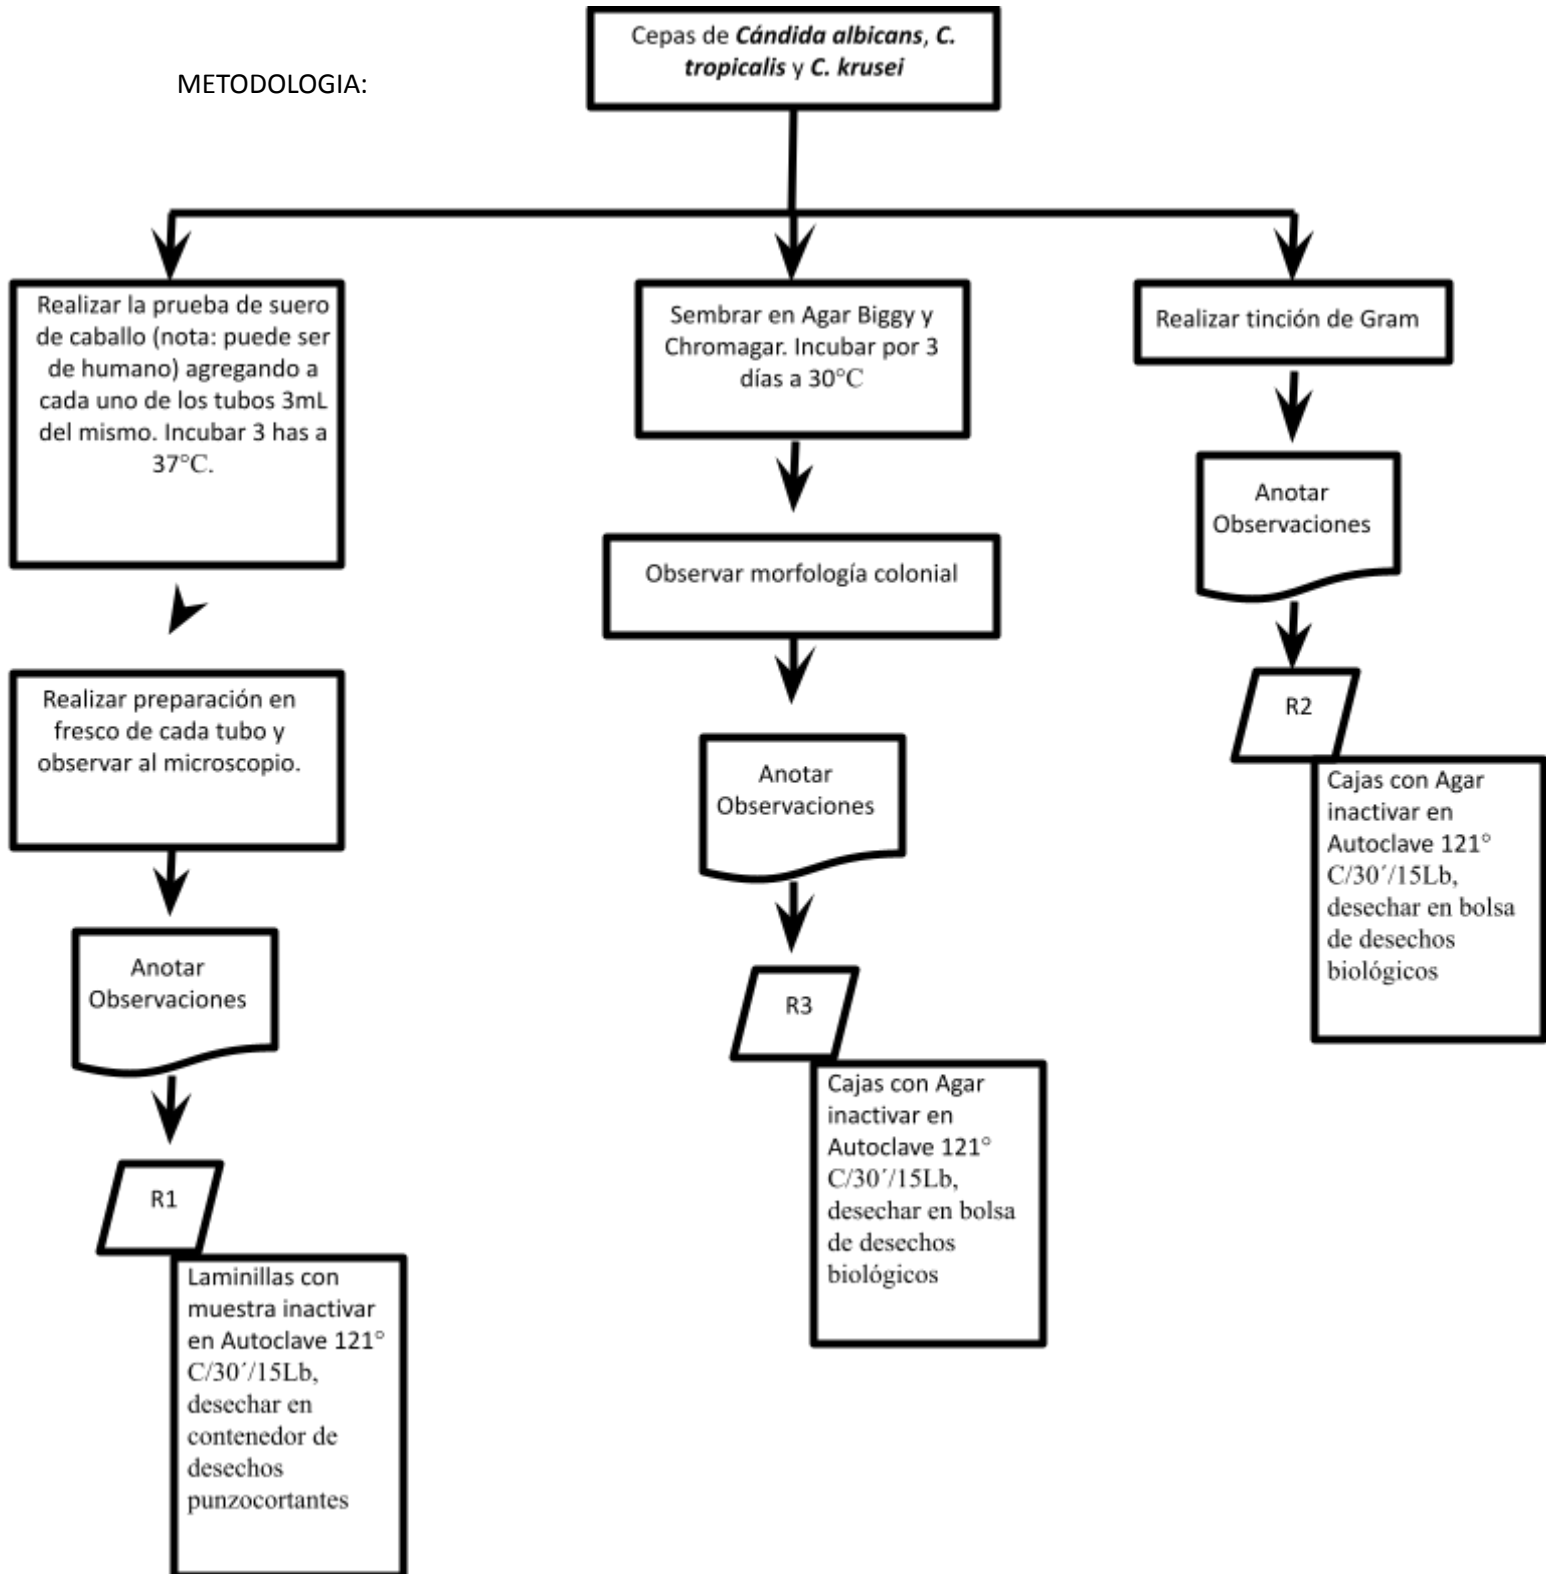 METODOLOGIA:
Cepas de Cándida albicans, C.
tropicalis y C. krusei
Realizar la prueba de suero
de caballo (nota: puede ser
de humano) agregando a
cada uno de los tubos 3mL
del mismo. Incubar 3 has a
37°C.
Realizar preparación en
fresco de cada tubo y
observar al microscopio.
Anotar
Observaciones
R1
Laminillas con
muestra inactivar
en Autoclave 121°
C/30´/15Lb,
desechar en
contenedor de
desechos
punzocortantes
Sembrar en Agar Biggy y
Chromagar. Incubar por 3
días a 30°C
Observar morfología colonial
Anotar
Observaciones
R3
Cajas con Agar
inactivar en
Autoclave 121°
C/30´/15Lb,
desechar en bolsa
de desechos
biológicos
Realizar tinción de Gram
Anotar
Observaciones
R2
Cajas con Agar
inactivar en
Autoclave 121°
C/30´/15Lb,
desechar en bolsa
de desechos
biológicos